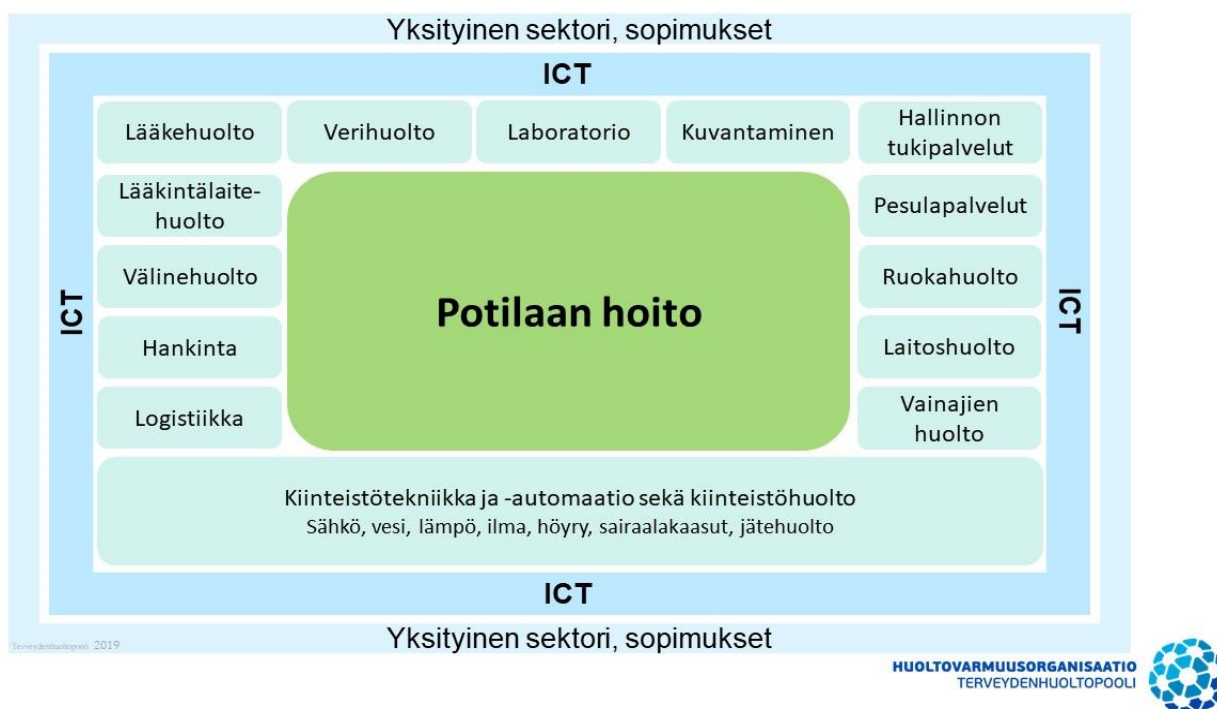 Yksityinen sektori, sopimukset
ICT
Lääkehuolto
Verihuolto
Laboratorio
Kuvantaminen
Hallinnon
tukipalvelut
Lääkintälaite-
huolto
Pesulapalvelut
Välinehuolto
Ruokahuolto
ICT
Potilaan hoito
ICT
Hankinta
Laitoshuolto
Logistiikka
Vainajien
huolto
Kiinteistötekniikka ja -automaatio sekä kiinteistöhuolto
Sähkö, vesi, lämpö, ilma, höyry, sairaalakaasut, jätehuolto
ICT
Yksityinen sektori, sopimukset
Terveydenhuoltopooli 2019
HUOLTOVARMUUSORGANISAATIO
TERVEYDENHUOLTOPOOLI